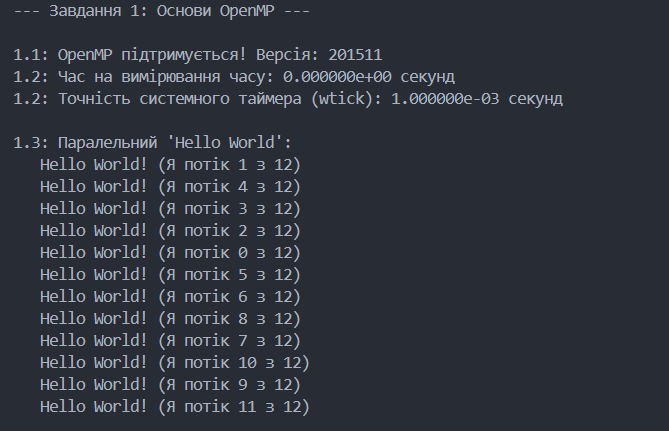 --- Завдання 1: Основи OpenMP ---
1.1: OpenMP підтримується! Версія: 201511
1.2: Час на вимірювання часу: 0.000000e+00 секунд
1.2: Точність системного таймера (wtick): 1.000000e-03 секунд
1.3: Паралельний 'Hello World':
Hello World! (Я потік 1 з 12)
Hello World! (Я потік 4 з 12)
Hello World! (Я потік 3 з 12)
Hello World! (Я потік 2 з 12)
Hello World! (Я потік 0 з 12)
Hello World! (Я потік 5 з 12)
Hello World! (Я потік 6 з 12)
Hello World! (Я потік 8 з 12)
Hello World! (Я потік 7 з 12)
Hello World! (Я потік 10 з 12)
Hello World! (Я потік 9 з 12)
Hello World! (Я потік 11 з 12)